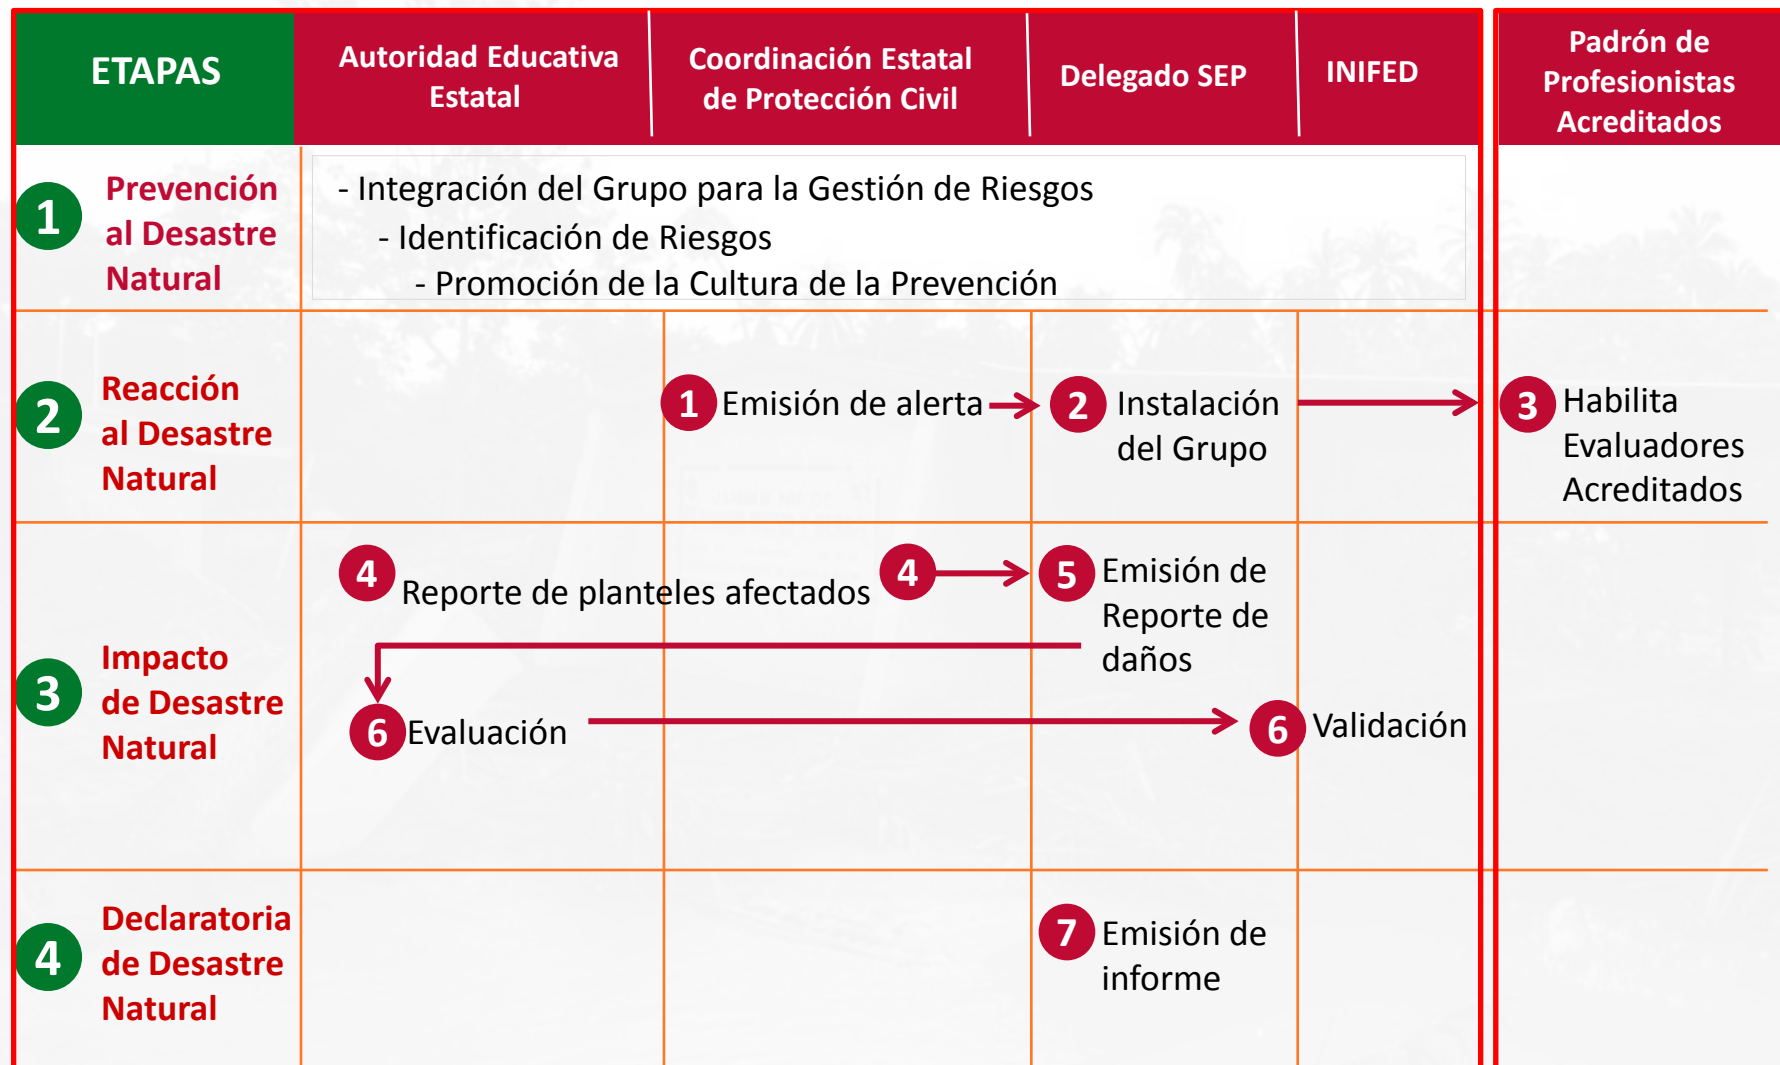 ETAPAS
Autoridad Educativa
Estatal
Coordinación Estatal
de Protección Civil
Delegado SEP
INIFED
Padrón de
Profesionistas
Acreditados
1
Prevención
al Desastre
Natural
- Integración del Grupo para la Gestión de Riesgos
- Identificación de Riesgos
- Promoción de la Cultura de la Prevención
2
Reacción
al Desastre
Natural
1 Emisión de alerta
2 Instalación
del Grupo
3 Habilita
Evaluadores
Acreditados
3
Impacto
de Desastre
Natural
4 Reporte de planteles afectados 4
5 Emisión de
Reporte de
daños
6 Evaluación
6 Validación
4
Declaratoria
de Desastre
Natural
7 Emisión de
informe